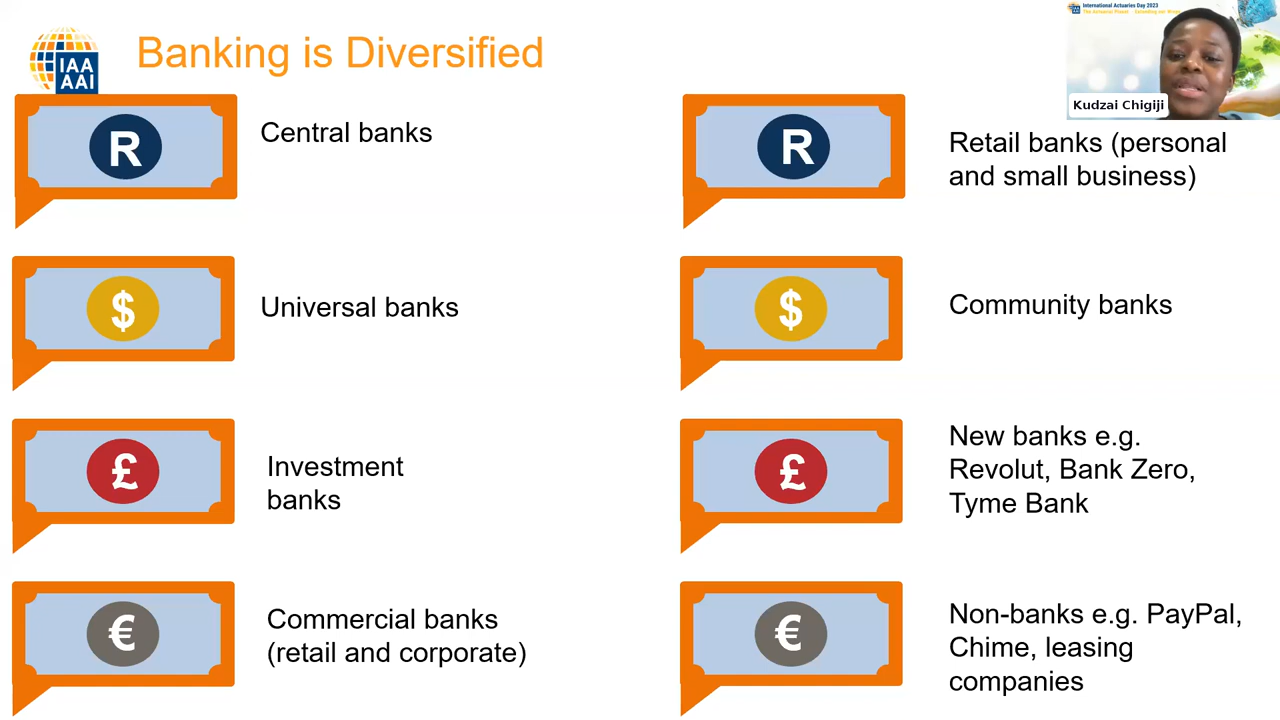 IAA
AAI
Banking is Diversified
International Actuaries Day 2023
Kudzai Chigiji
R
Central banks
$
Universal banks
£
Investment
banks
€
Commercial banks
(retail and corporate)
R
Retail banks (personal
and small business)
$
Community banks
£
New banks e.g.
Revolut, Bank Zero,
Tyme Bank
€
Non-banks e.g. PayPal,
Chime, leasing
companies